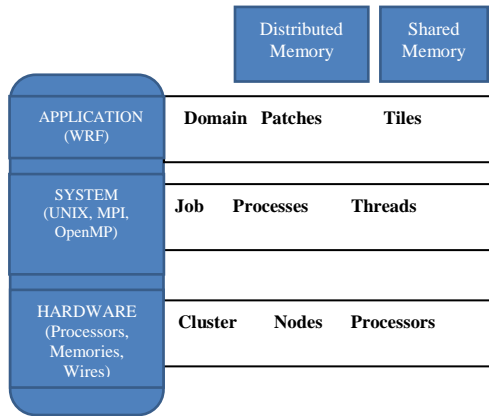 Distributed
Memory
Shared
Memory
APPLICATION
(WRF)
Domain Patches Tiles
SYSTEM
(UNIX, MPI,
OpenMP)
Job Processes Threads
HARDWARE
(Processors,
Memories,
Wires)
Cluster Nodes Processors